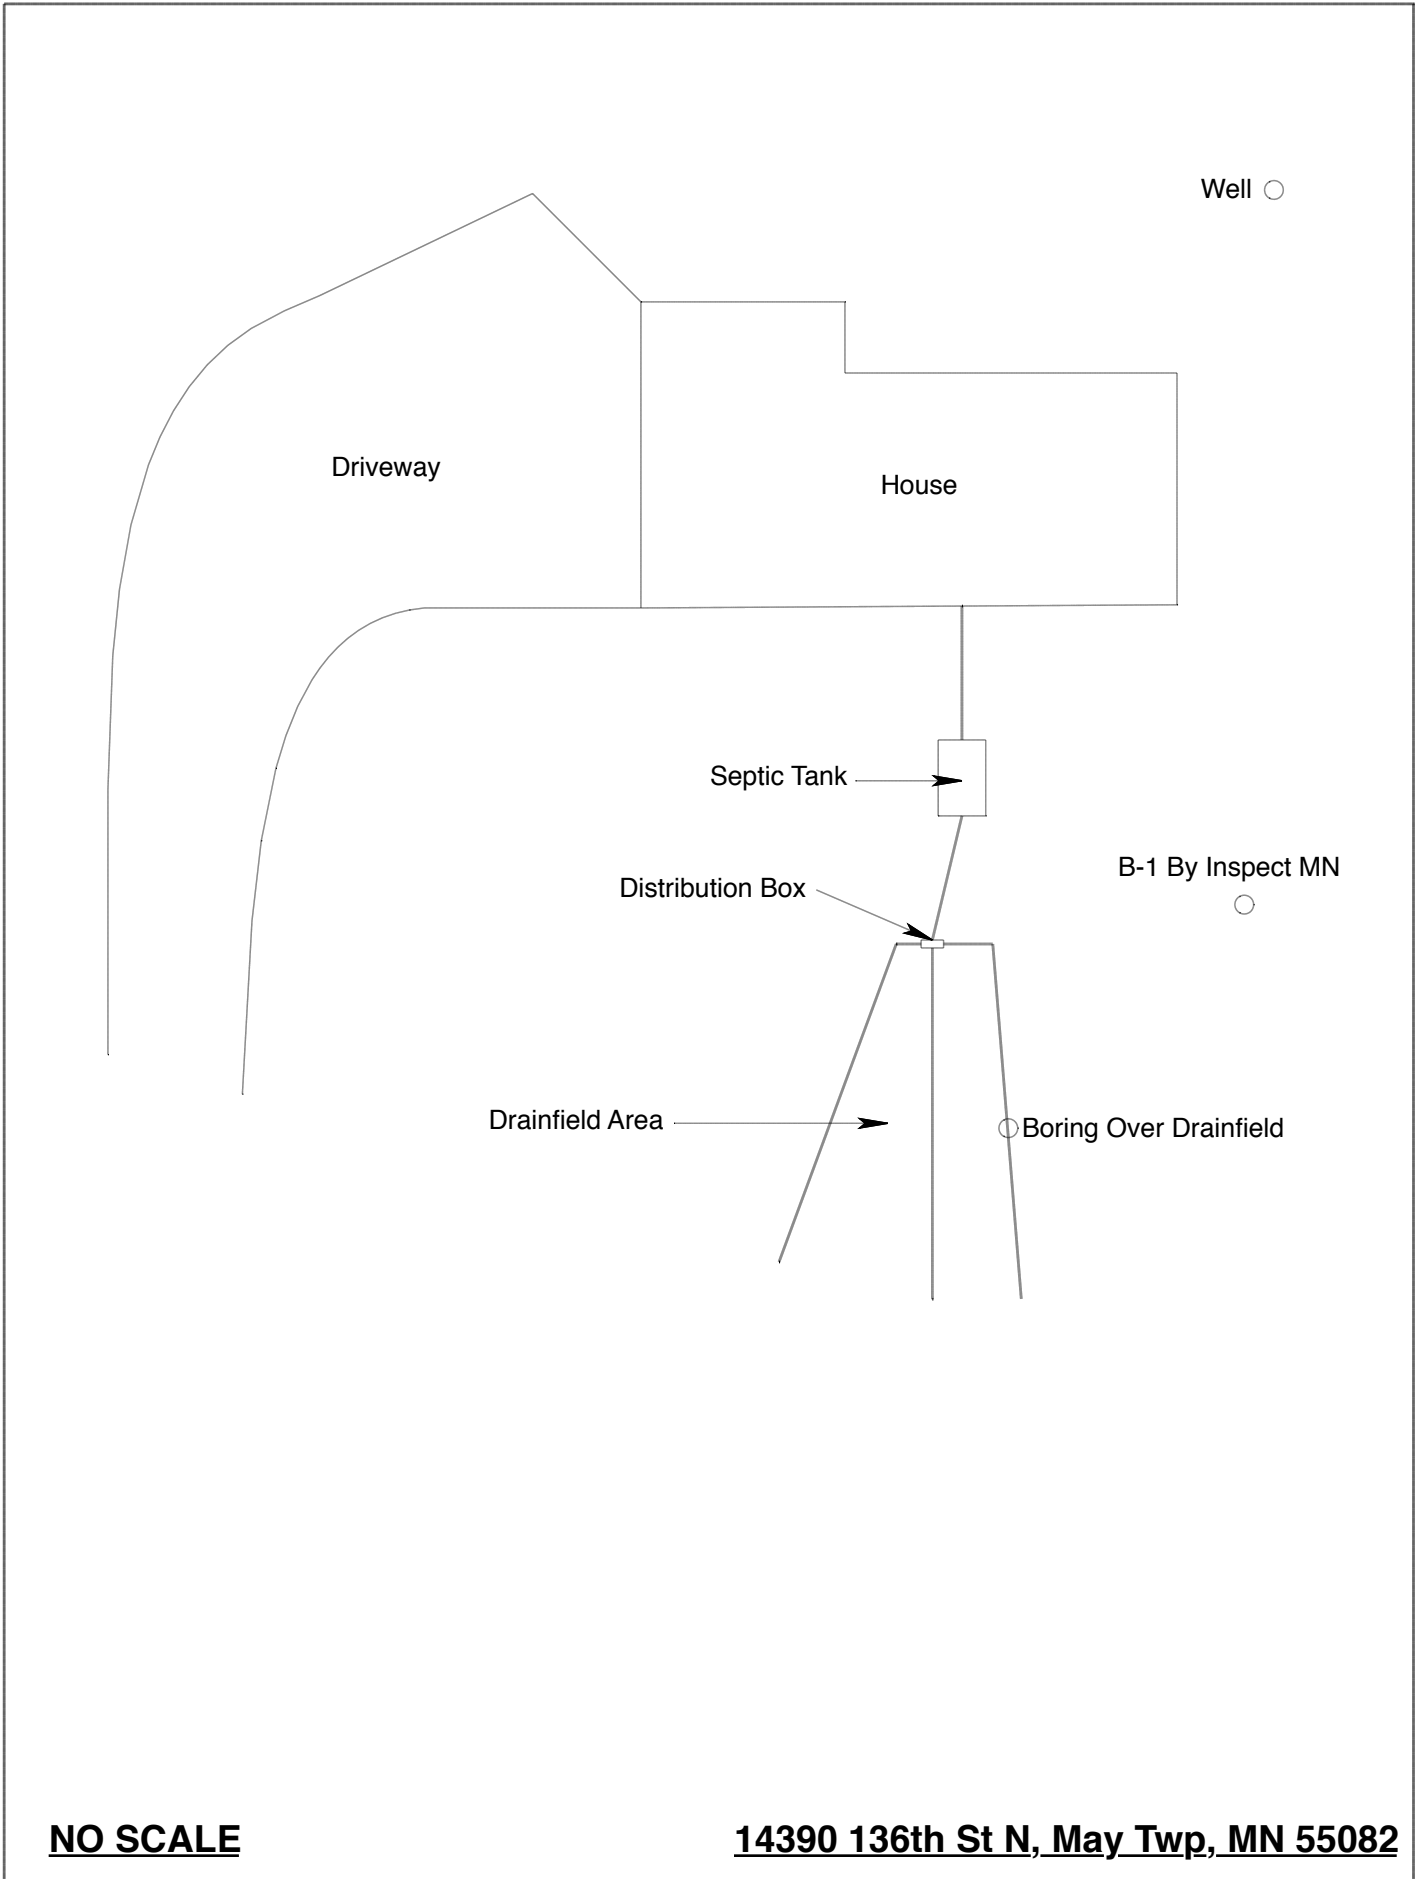 Well
Driveway
House
Septic Tank
B-1 By Inspect MN
Distribution Box
Drainfield Area
Boring Over Drainfield
NO SCALE
14390 136th St N, May Twp, MN 55082